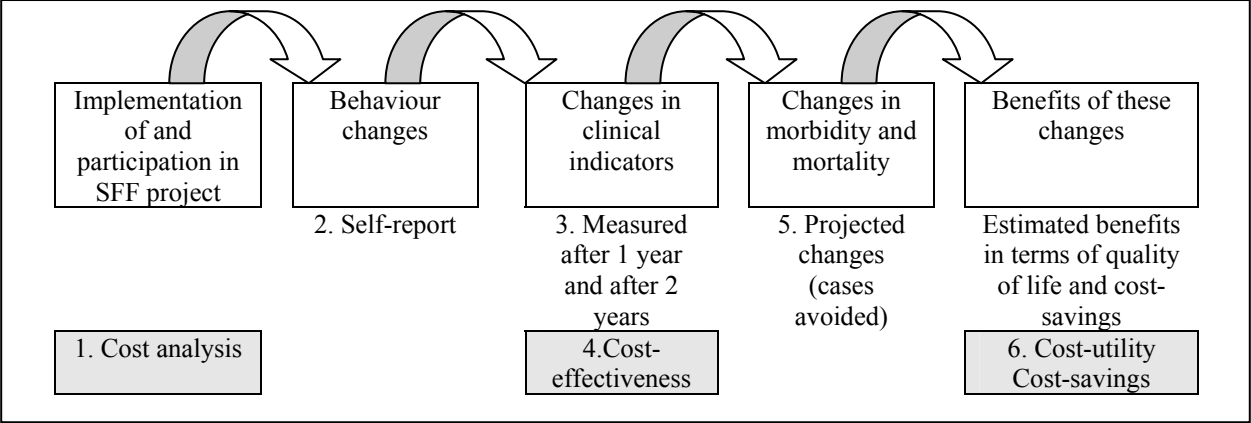 Implementation
of and
participation in
SFF project
Behaviour
changes
Changes in
clinical
indicators
Changes in
morbidity and
mortality
Benefits of these
changes
2. Self-report
3. Measured
after 1 year
and after 2
years
5. Projected
changes
(cases
avoided)
Estimated benefits
in terms of quality
of life and cost-
savings
1. Cost analysis
4.Cost-
effectiveness
6. Cost-utility
Cost-savings